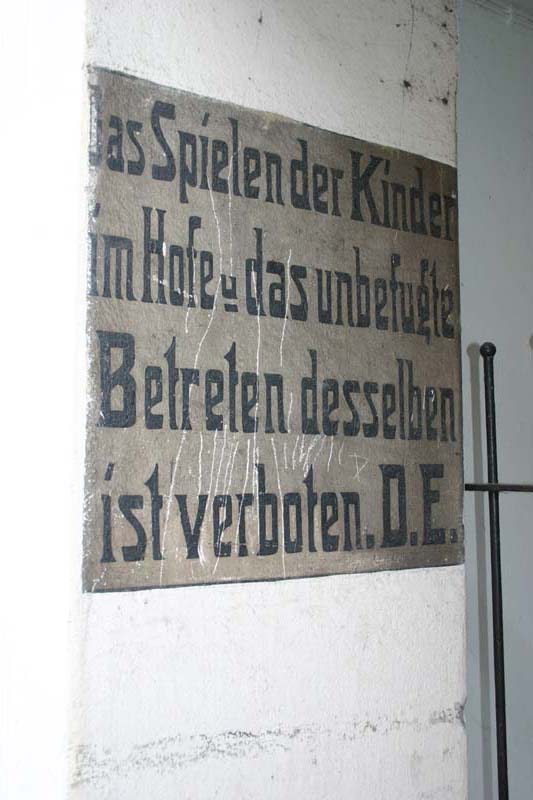 Das Spielen der Kinder
im Hofe u das unbefugte
Betreten desselben
ist verboten. D.E.